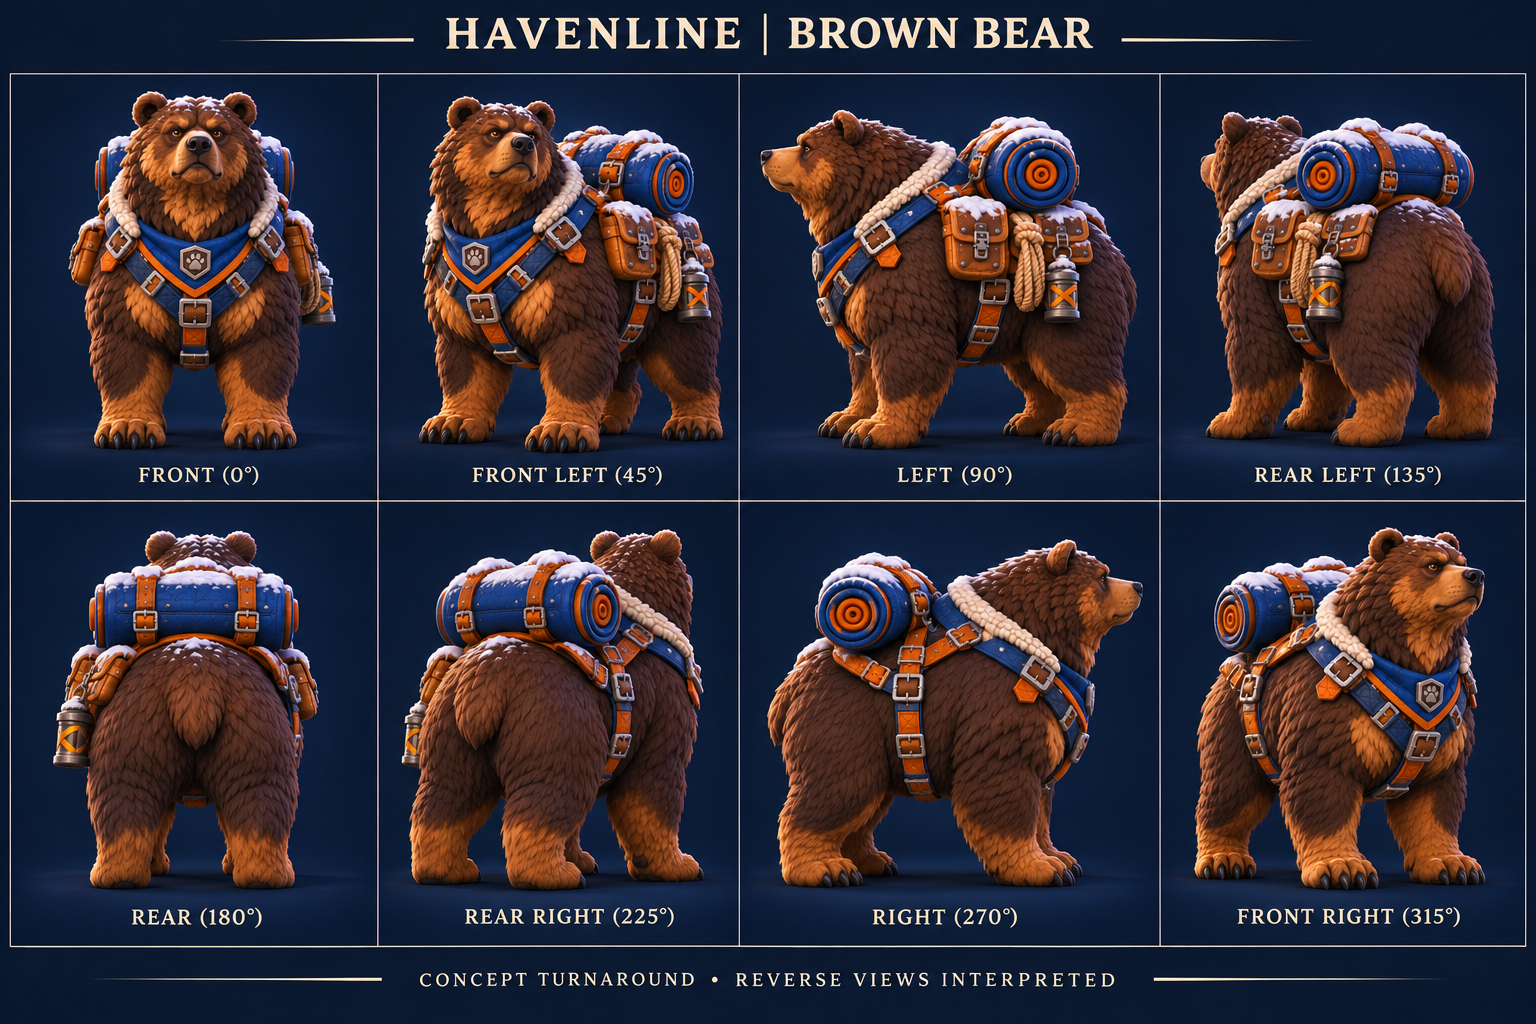 HAVENLINE | BROWN BEAR
FRONT (0°)
FRONT LEFT (45°)
LEFT (90°)
REAR LEFT (135°)
REAR (180°)
REAR RIGHT (225°)
RIGHT (270°)
FRONT RIGHT (315°)
CONCEPT TURNAROUND • REVERSE VIEWS INTERPRETED